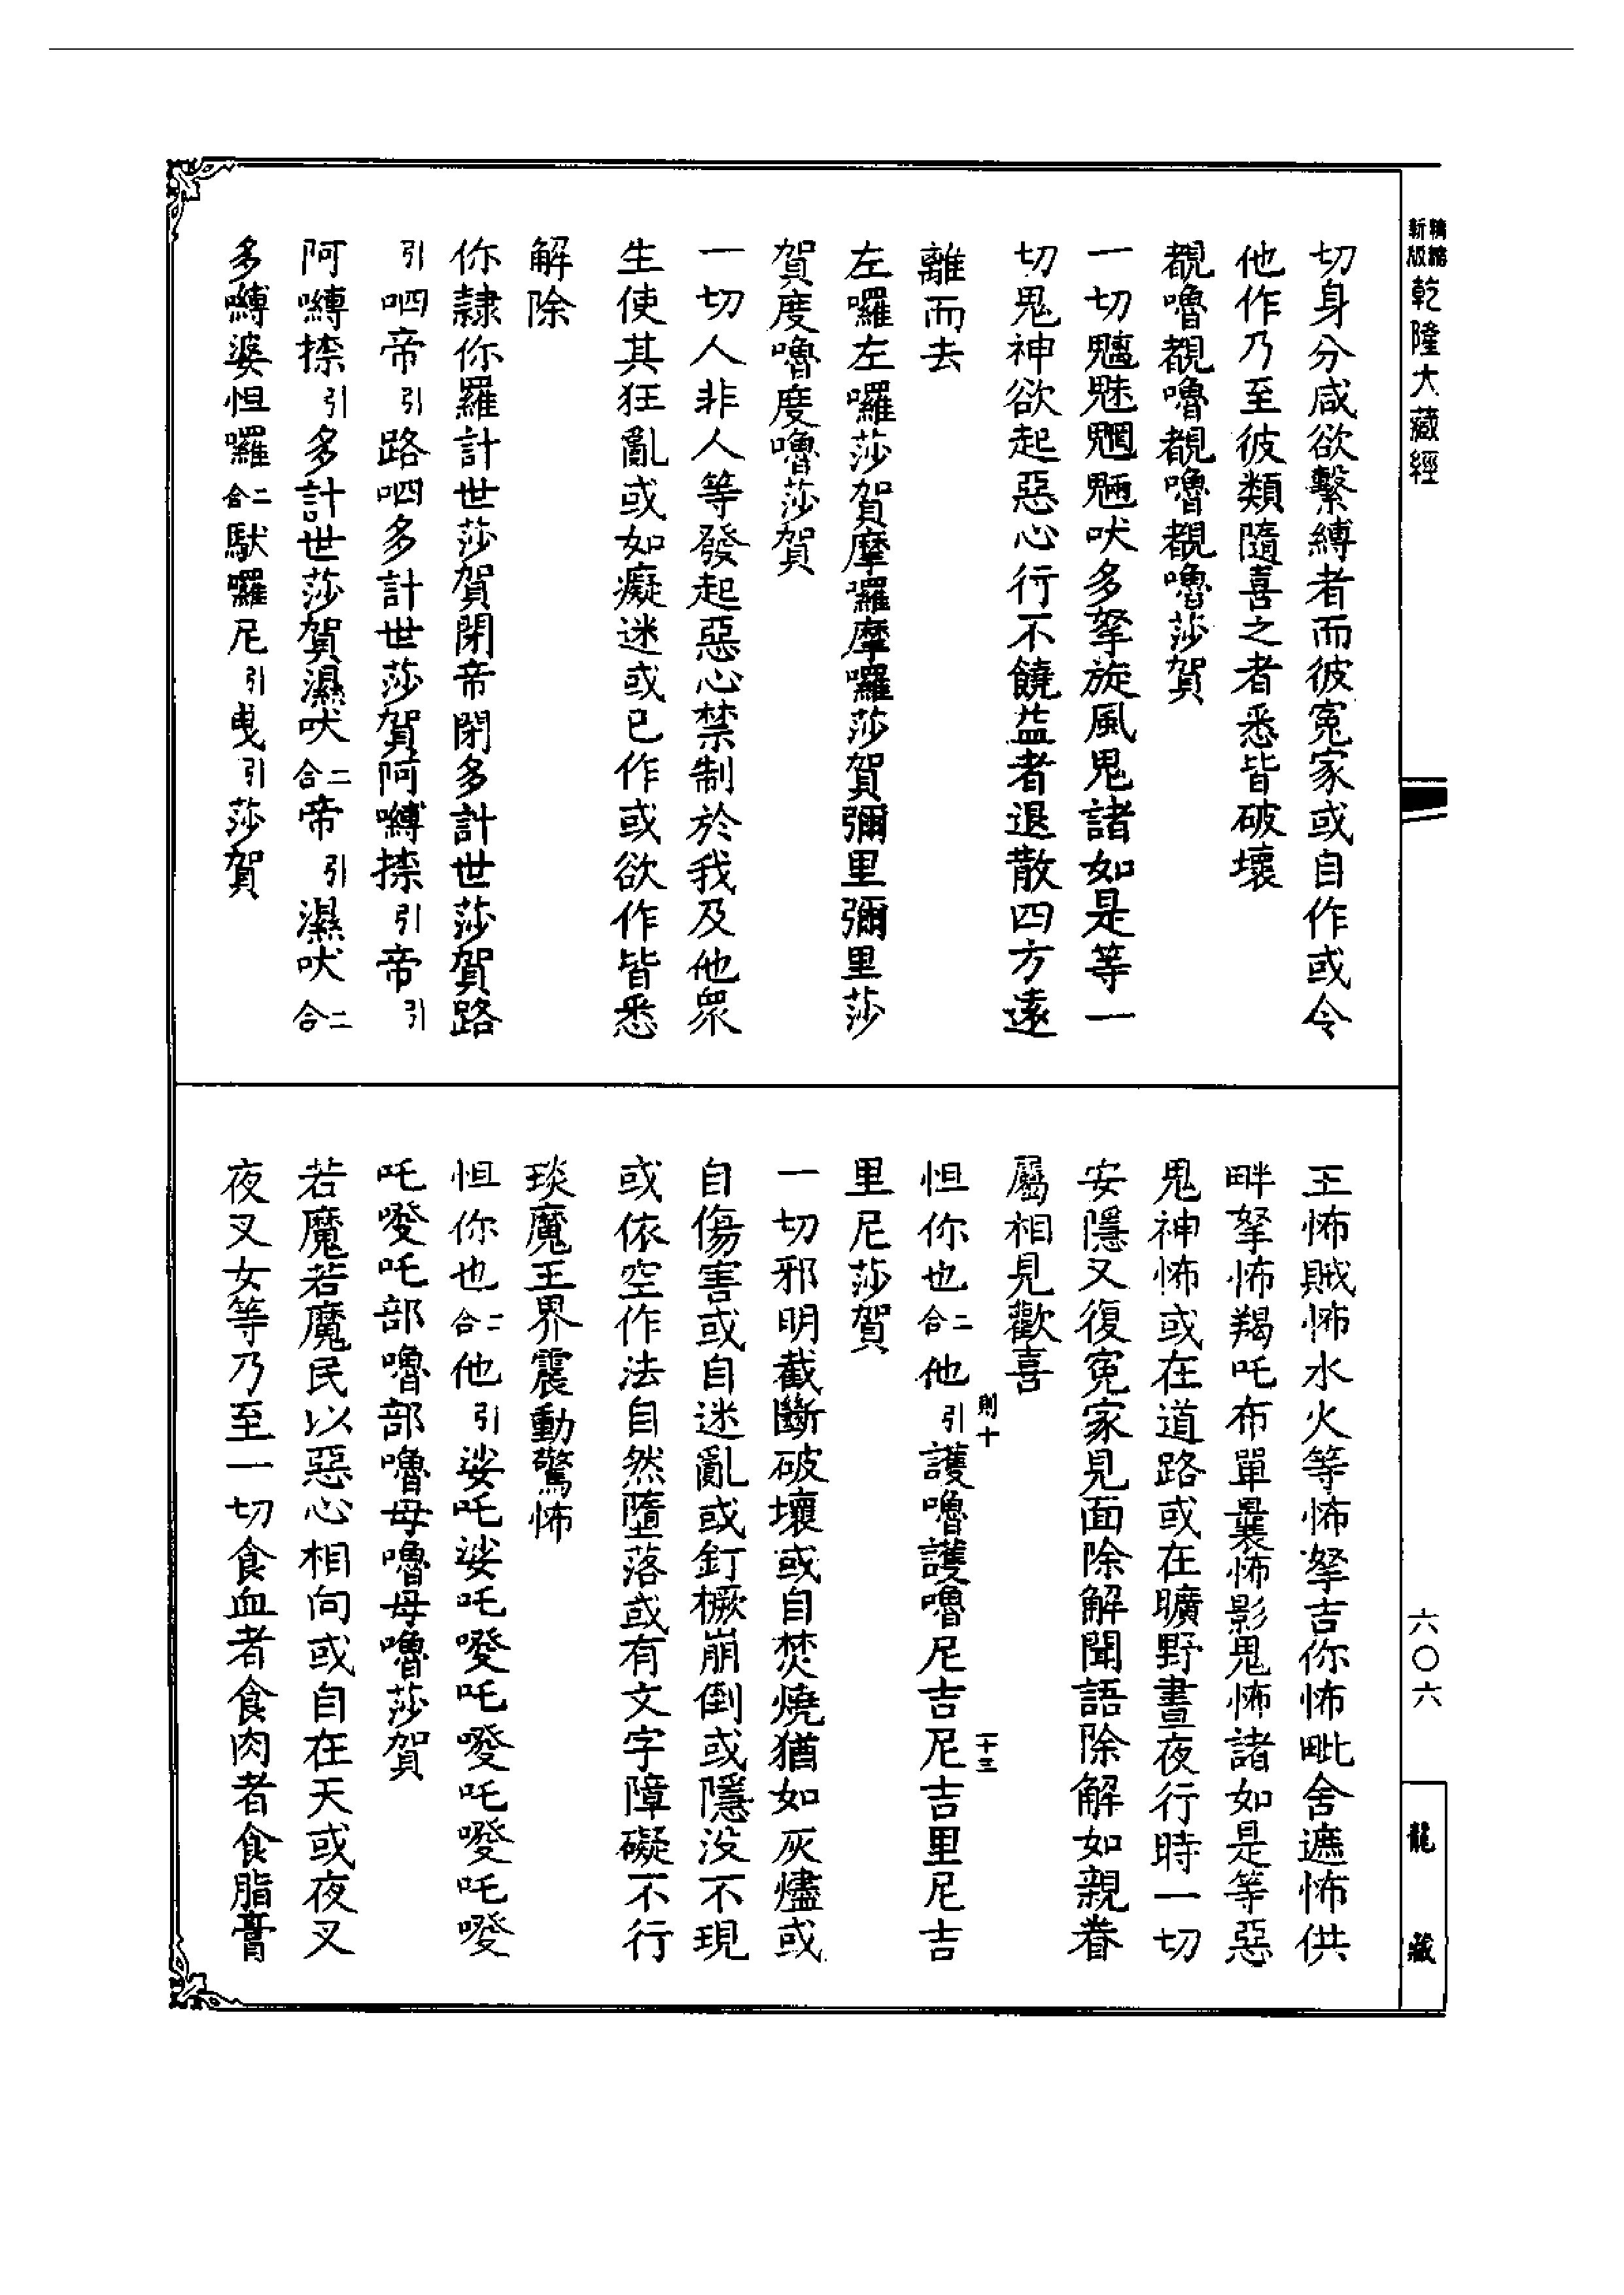 新版精縮乾隆大藏經
切身分咸欲繫縛者而彼冤家或自作或令
他作乃至彼類隨喜之者悉皆破壞
覩嚕覩嚕覩嚕覩嚕莎賀
一切魑魅魍魎吠多拏旋風鬼諸如是等一
切鬼神欲起惡心行不饒益者退散四方遠
離而去
左囉左囉莎賀摩囉摩囉莎賀彌里彌里莎
賀度嚕度嚕莎賀
一切人非人等發起惡心禁制於我及他眾
生使其狂亂或如癡迷或已作或欲作皆悉
解除
你隷你羅計世莎賀閉帝閉多計世莎賀路
引呬帝引路呬多計世莎賀阿嚩捺引帝引
阿嚩捺引多計世莎賀濕吠二合帝引濕吠二合
多嚩婆怛囉二合馱囉尼引曵引莎賀
王怖賊怖水火等怖拏吉你怖毗舍遮怖供
畔拏怖羯吒布單曩怖影鬼怖諸如是等惡
鬼神怖或在道路或在曠野晝夜行時一切
安隱又復冤家見面除解聞語除解如親眷
屬相見歡喜
怛你也二合他引護嚕護嚕尼吉尼吉里尼吉
則十 十三
里尼莎賀
一切邪明截斷破壞或自焚燒猶如灰燼或
自傷害或自迷亂或釘橛崩倒或隱没不現
或依空作法自然墮落或有文字障礙不行
琰魔王界震動驚怖
怛你也二合他引娑吒娑吒噯吒噯吒噯吒噯
吒噯吒部嚕部嚕母嚕母嚕莎賀
若魔若魔民以惡心相向或自在天或夜叉
夜叉女等乃至一切食血者食肉者食脂膏
六〇六
龍藏